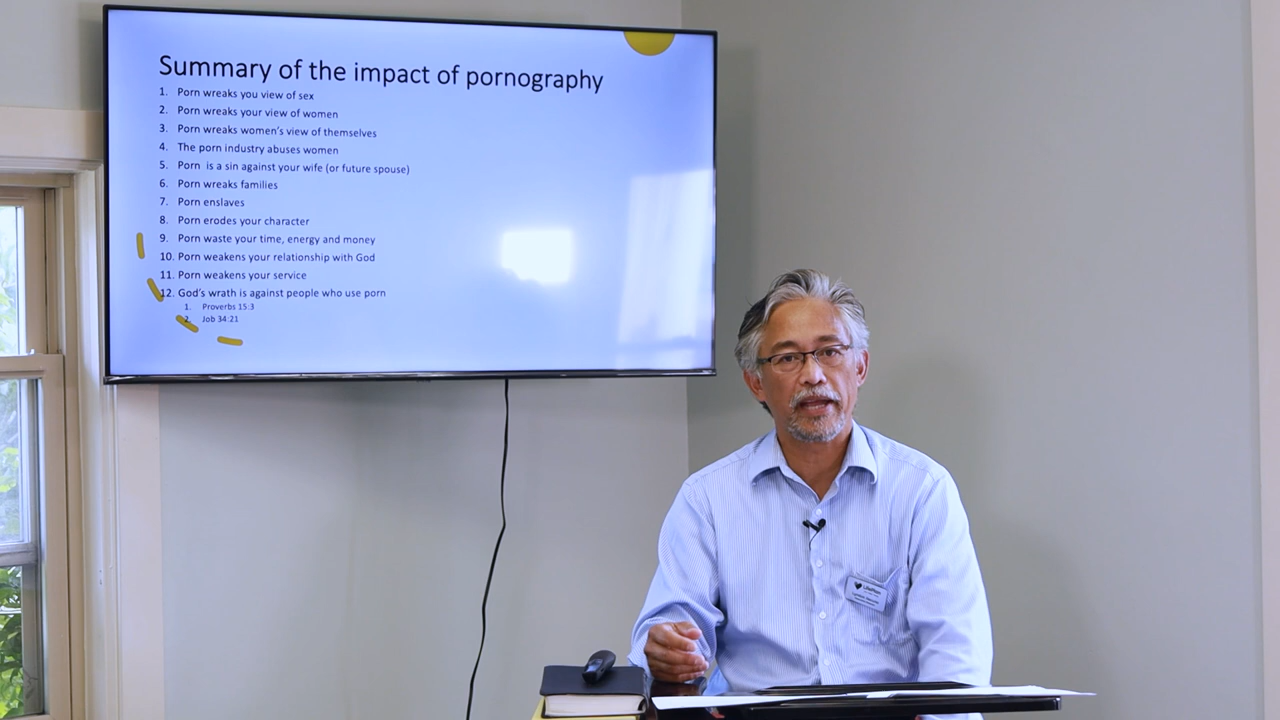 Summary of the impact of pornography
1. Porn wreaks you view of sex
2. Porn wreaks your view of women
3. Porn wreaks women's view of themselves
4. The porn industry abuses women
5. Porn is a sin against your wife (or future spouse)
6. Porn wreaks families
7. Porn enslaves
8. Porn erodes your character
9. Porn waste your time, energy and money
10. Porn weakens your relationship with God
11. Porn weakens your service
12. God's wrath is against people who use porn
1. Proverbs 15:3
2. Job 34:21